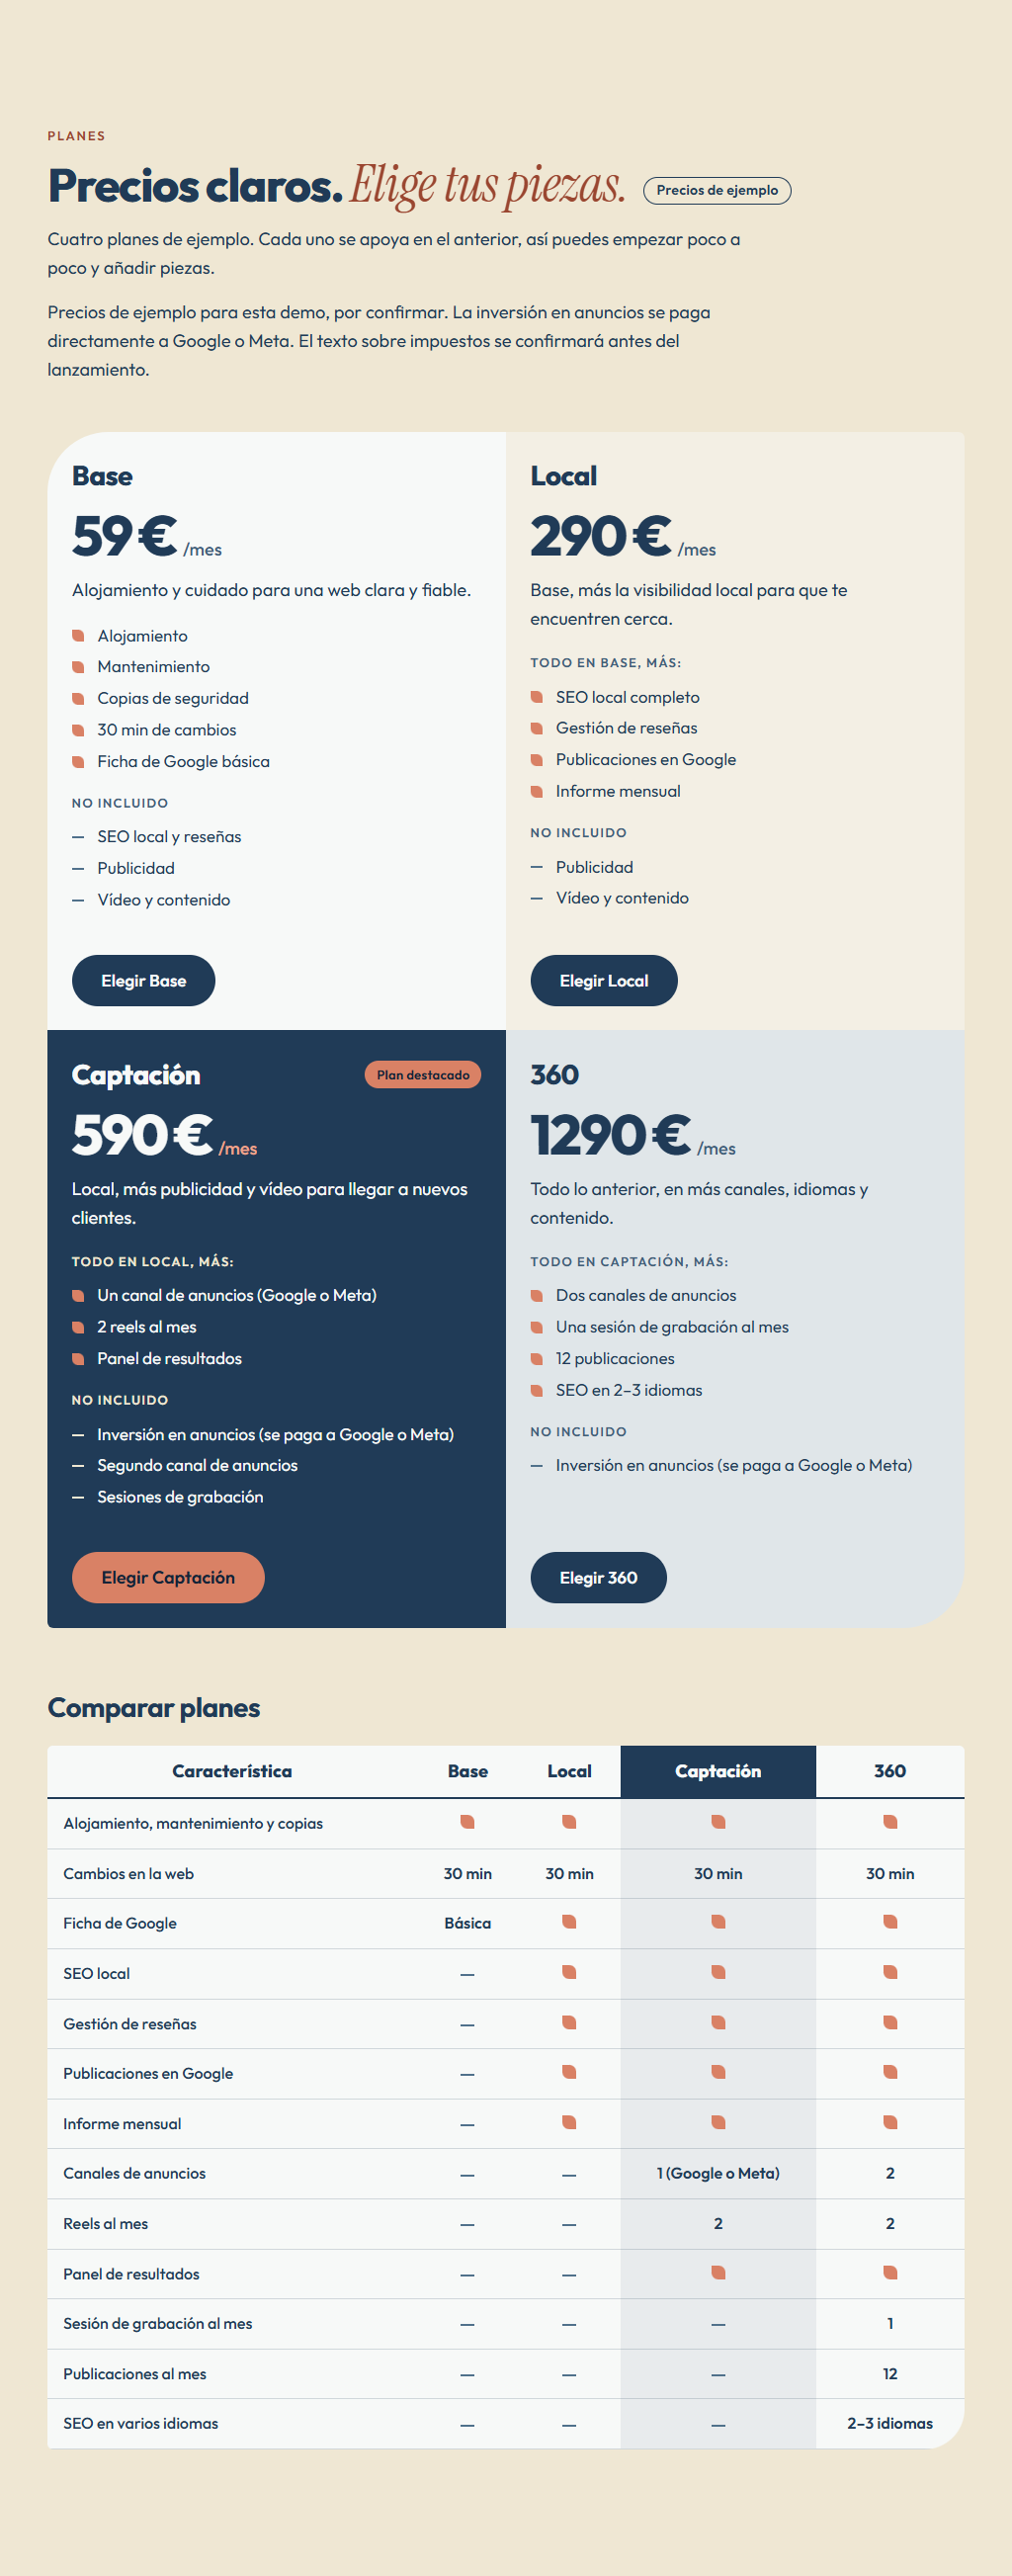 PLANES
Precios claros. Elige tus piezas. Precios de ejemplo
Cuatro planes de ejemplo. Cada uno se apoya en el anterior, así puedes empezar poco a
poco y añadir piezas.
Precios de ejemplo para esta demo, por confirmar. La inversión en anuncios se paga
directamente a Google o Meta. El texto sobre impuestos se confirmará antes del
lanzamiento.
Base
59 € /mes
Alojamiento y cuidado para una web clara y fiable.
Alojamiento
Mantenimiento
Copias de seguridad
30 min de cambios
Ficha de Google básica
NO INCLUIDO
— SEO local y reseñas
— Publicidad
— Vídeo y contenido
Elegir Base
Local
290 € /mes
Base, más la visibilidad local para que te
encuentren cerca.
TODO EN BASE, MÁS:
SEO local completo
Gestión de reseñas
Publicaciones en Google
Informe mensual
NO INCLUIDO
— Publicidad
— Vídeo y contenido
Elegir Local
Captación Plan destacado
590 € /mes
Local, más publicidad y vídeo para llegar a nuevos
clientes.
TODO EN LOCAL, MÁS:
Un canal de anuncios (Google o Meta)
2 reels al mes
Panel de resultados
NO INCLUIDO
— Inversión en anuncios (se paga a Google o Meta)
— Segundo canal de anuncios
— Sesiones de grabación
Elegir Captación
360
1290 € /mes
Todo lo anterior, en más canales, idiomas y
contenido.
TODO EN CAPTACIÓN, MÁS:
Dos canales de anuncios
Una sesión de grabación al mes
12 publicaciones
SEO en 2–3 idiomas
NO INCLUIDO
— Inversión en anuncios (se paga a Google o Meta)
Elegir 360
Comparar planes
Característica Base Local Captación 360
Alojamiento, mantenimiento y copias
Cambios en la web 30 min 30 min 30 min 30 min
Ficha de Google Básica
SEO local —
Gestión de reseñas —
Publicaciones en Google —
Informe mensual —
Canales de anuncios — — 1 (Google o Meta) 2
Reels al mes — — 2 2
Panel de resultados — —
Sesión de grabación al mes — — — 1
Publicaciones al mes — — — 12
SEO en varios idiomas — — — 2–3 idiomas